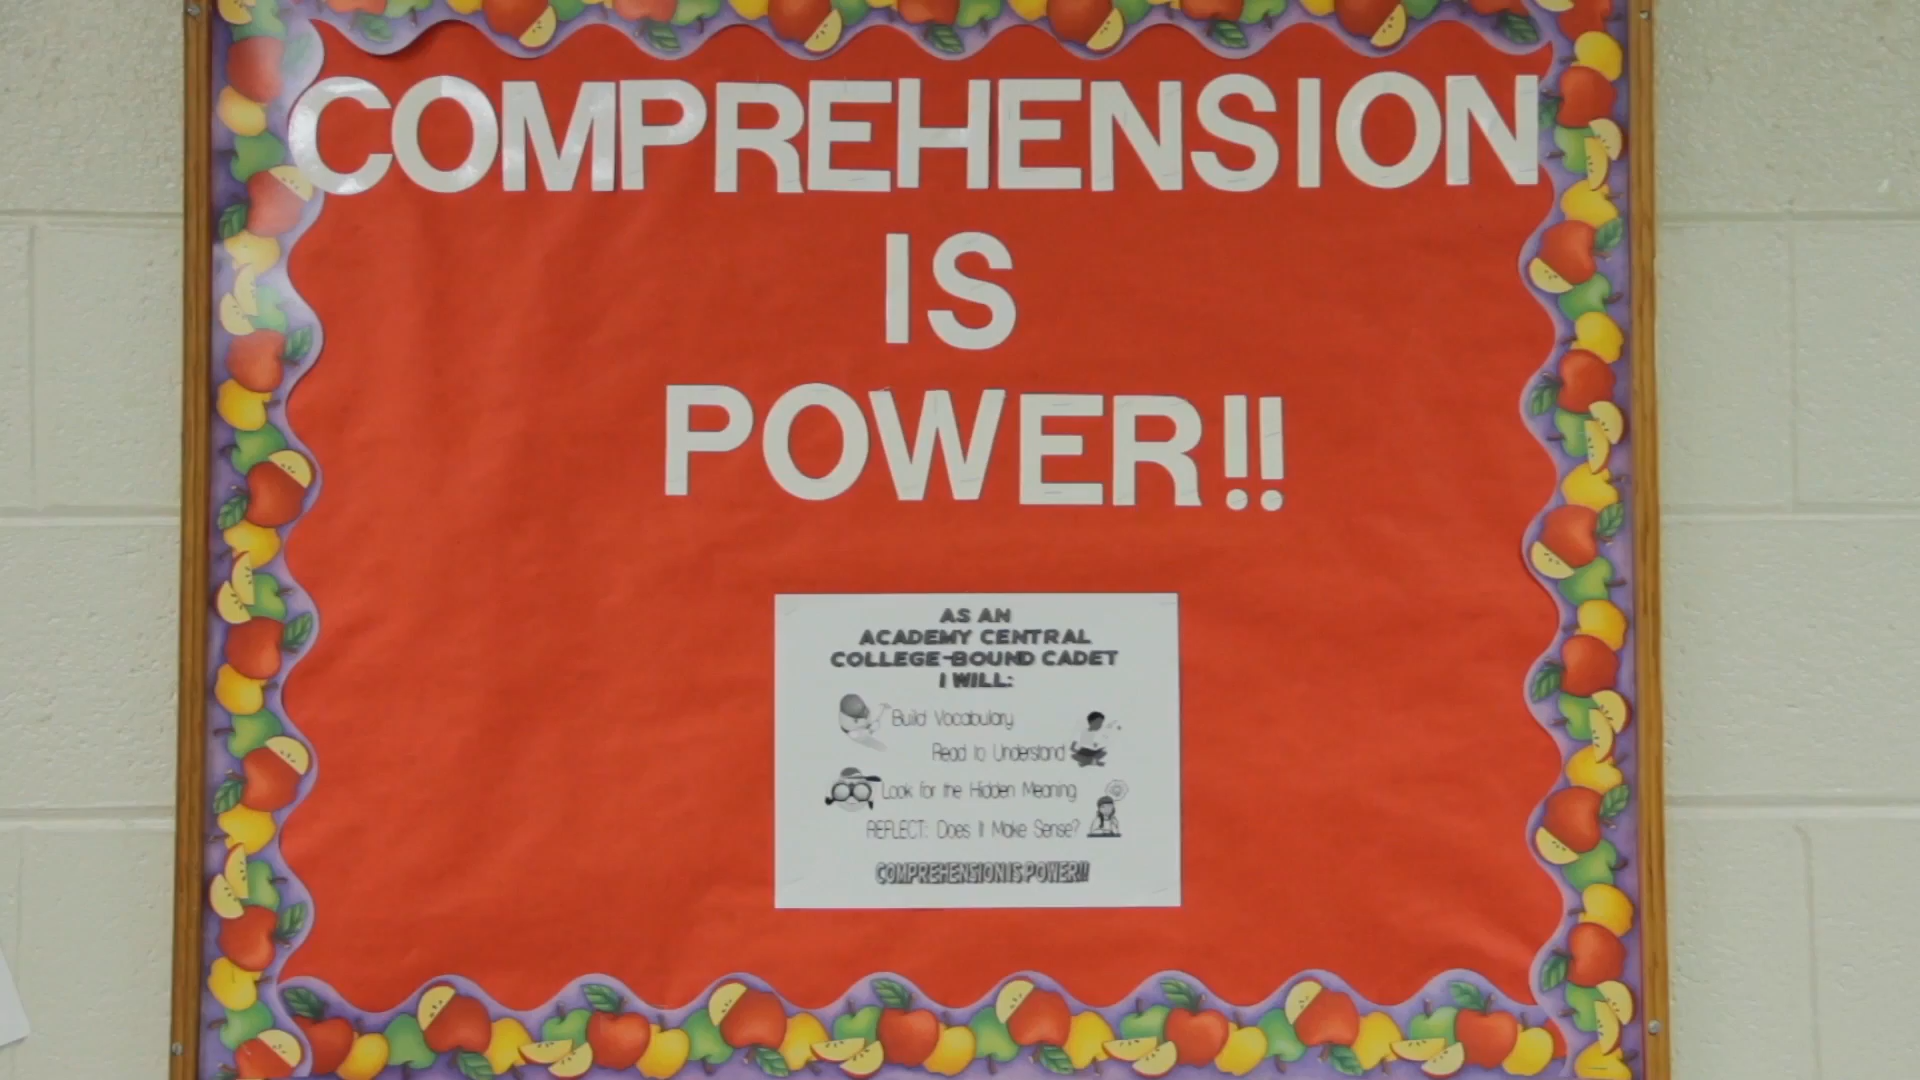 COMPREHENSION
IS
POWER!!
AS AN
ACADEMY CENTRAL
COLLEGE-BOUND CADET
I WILL:
Build Vocabulary
Read to Understand
Look for the Hidden Meaning
REFLECT: Does It Make Sense?
COMPREHENSION IS POWER!!